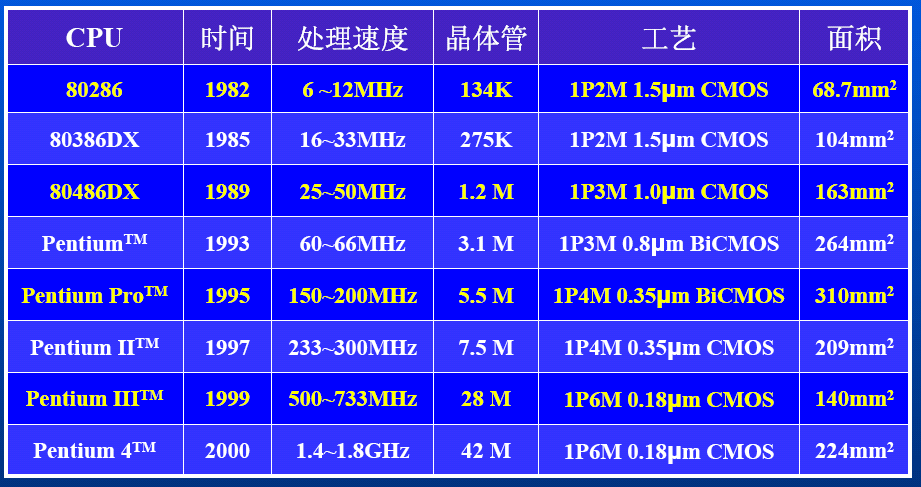 CPU 时间 处理速度 晶体管 工艺 面积
80286 1982 6 ~12MHz 134K 1P2M 1.5μm CMOS 68.7mm²
80386DX 1985 16~33MHz 275K 1P2M 1.5μm CMOS 104mm²
80486DX 1989 25~50MHz 1.2 M 1P3M 1.0μm CMOS 163mm²
Pentium™ 1993 60~66MHz 3.1 M 1P3M 0.8μm BiCMOS 264mm²
Pentium Pro™ 1995 150~200MHz 5.5 M 1P4M 0.35μm BiCMOS 310mm²
Pentium II™ 1997 233~300MHz 7.5 M 1P4M 0.35μm CMOS 209mm²
Pentium III™ 1999 500~733MHz 28 M 1P6M 0.18μm CMOS 140mm²
Pentium 4™ 2000 1.4~1.8GHz 42 M 1P6M 0.18μm CMOS 224mm²